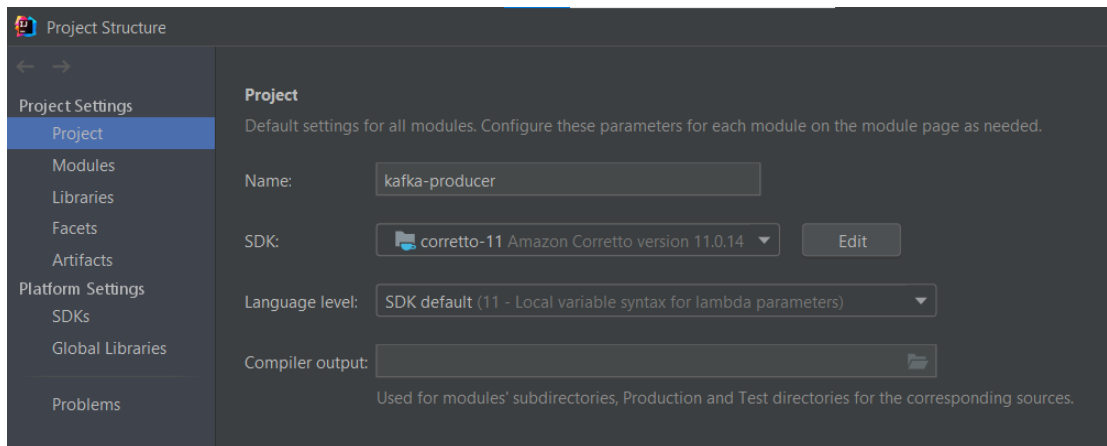 Project Structure
Project Settings
Project
Modules
Libraries
Facets
Artifacts
Platform Settings
SDKs
Global Libraries
Problems
Project
Default settings for all modules. Configure these parameters for each module on the module page as needed.
Name: kafka-producer
SDK: corretto-11 Amazon Corretto version 11.0.14 Edit
Language level: SDK default (11 - Local variable syntax for lambda parameters)
Compiler output:
Used for modules' subdirectories, Production and Test directories for the corresponding sources.